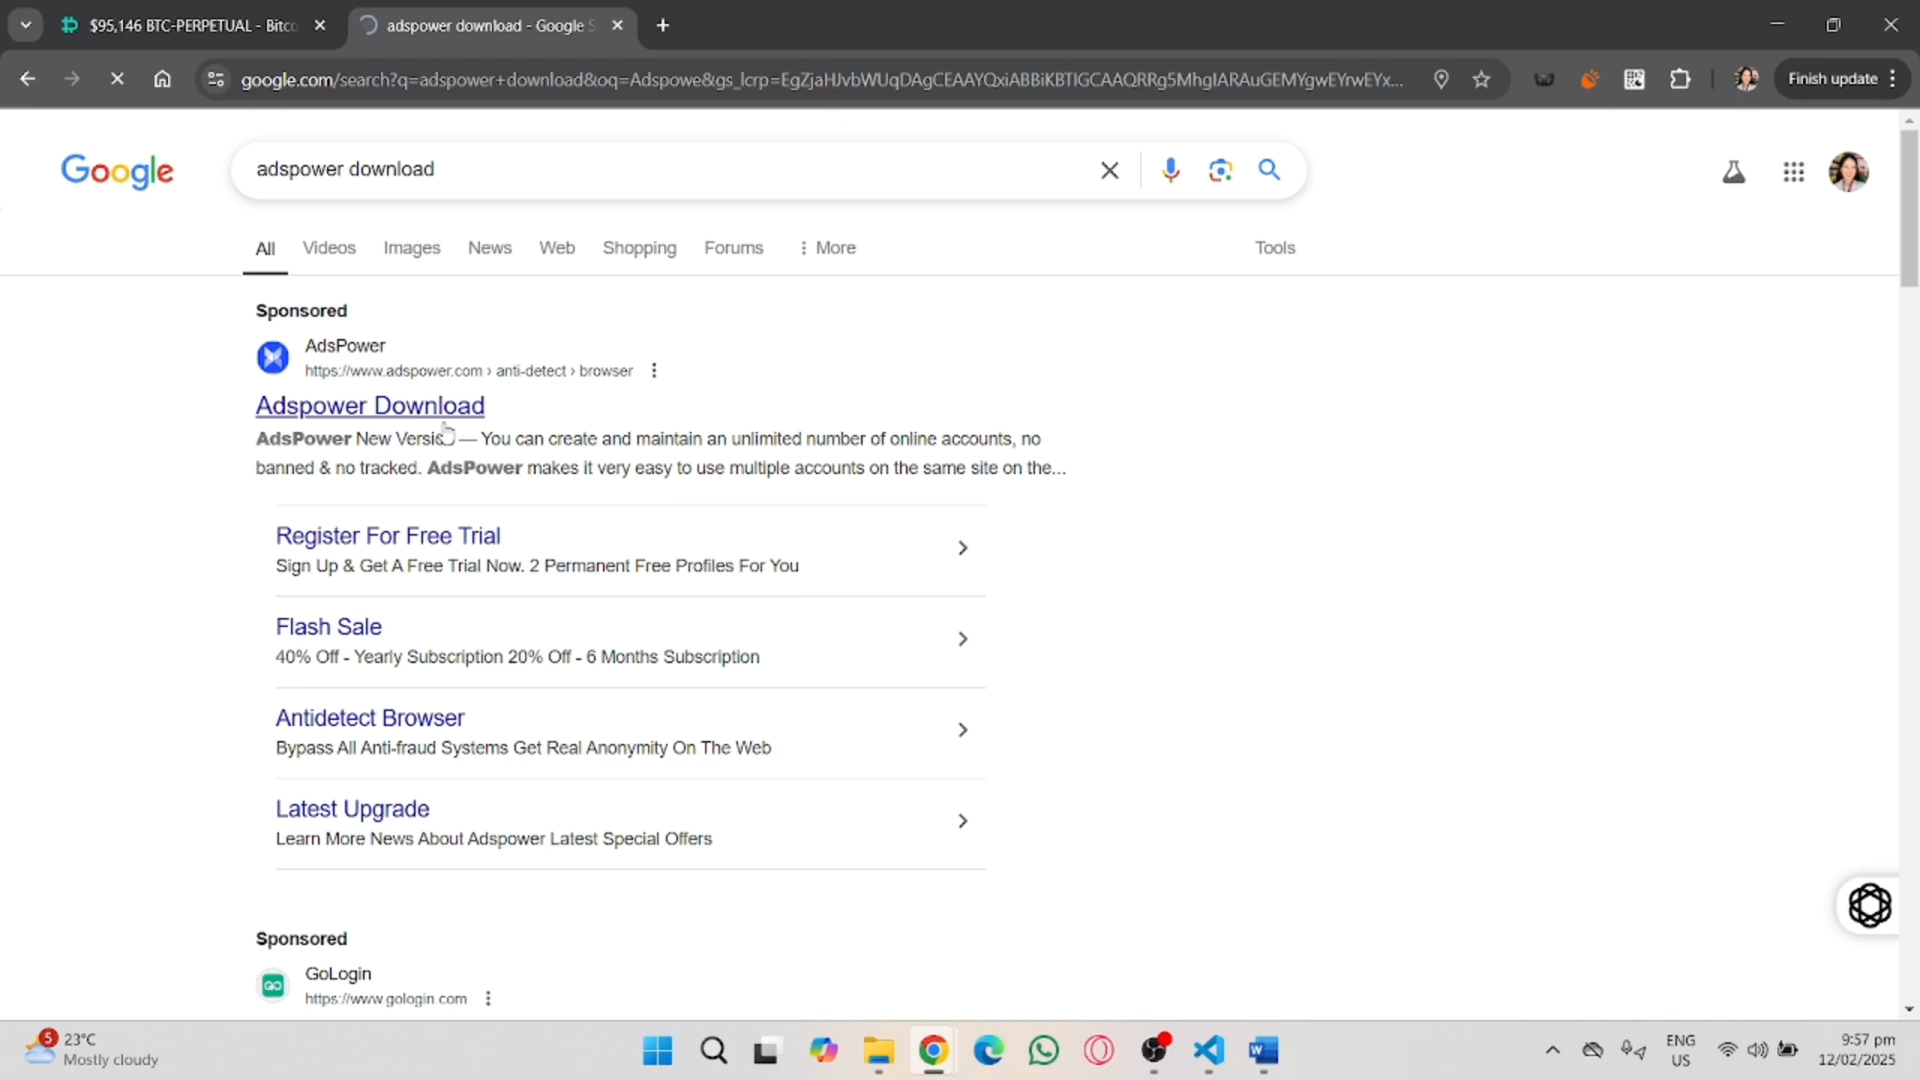 $95,146 BTC-PERPETUAL - Bitco
adspower download - Google S
google.com/search?q=adspower+download&oq=Adspowe&gs_lcrp=EgZjaHJvbWUqDAgCEAAYQxiABBiKBTIGCAAQRRg5MhgIARAuGEMYgwEYrwEYx...
Finish update
Google
adspower download
All
Videos
Images
News
Web
Shopping
Forums
More
Tools
Sponsored
AdsPower
https://www.adspower.com › anti-detect › browser
Adspower Download
AdsPower New Versio — You can create and maintain an unlimited number of online accounts, no
banned & no tracked. AdsPower makes it very easy to use multiple accounts on the same site on the...
Register For Free Trial
Sign Up & Get A Free Trial Now. 2 Permanent Free Profiles For You
Flash Sale
40% Off - Yearly Subscription 20% Off - 6 Months Subscription
Antidetect Browser
Bypass All Anti-fraud Systems Get Real Anonymity On The Web
Latest Upgrade
Learn More News About Adspower Latest Special Offers
Sponsored
GO
GoLogin
https://www.gologin.com
5
23°C
Mostly cloudy
ENG
US
9:57 pm
12/02/2025